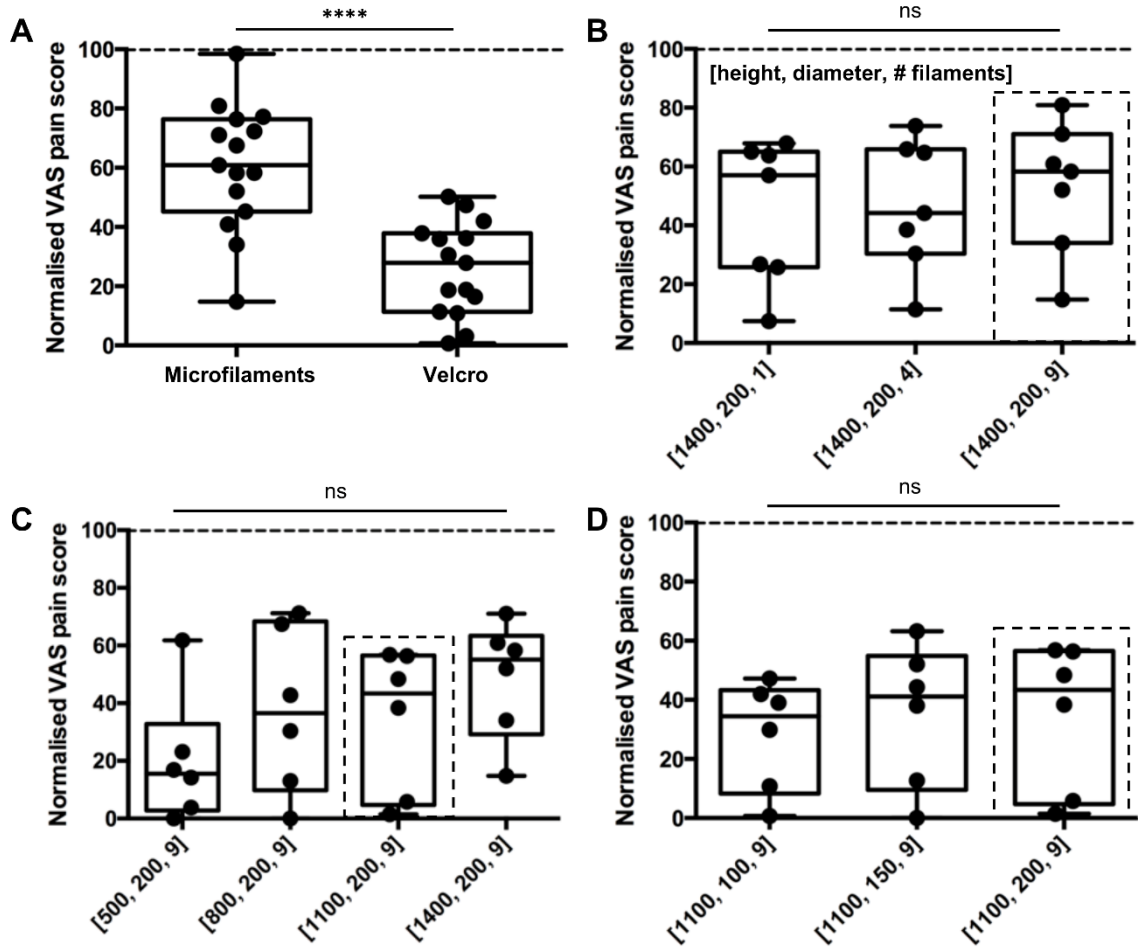 A
****
Normalised VAS pain score
100
80
60
40
20
0
Microfilaments
Velcro
B
ns
[height, diameter, # filaments]
Normalised VAS pain score
100
80
60
40
20
0
[1400, 200, 1]
[1400, 200, 4]
[1400, 200, 9]
C
ns
Normalised VAS pain score
100
80
60
40
20
0
[500, 200, 9]
[800, 200, 9]
[1100, 200, 9]
[1400, 200, 9]
D
ns
Normalised VAS pain score
100
80
60
40
20
0
[1100, 100, 9]
[1100, 150, 9]
[1100, 200, 9]